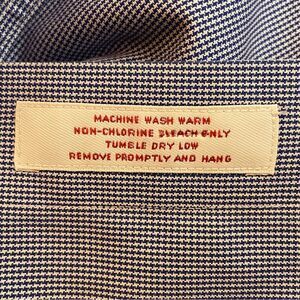 MACHINE WASH WARM
NON-CHLORINE BLEACH ONLY
TUMBLE DRY LOW
REMOVE PROMPTLY AND HANG